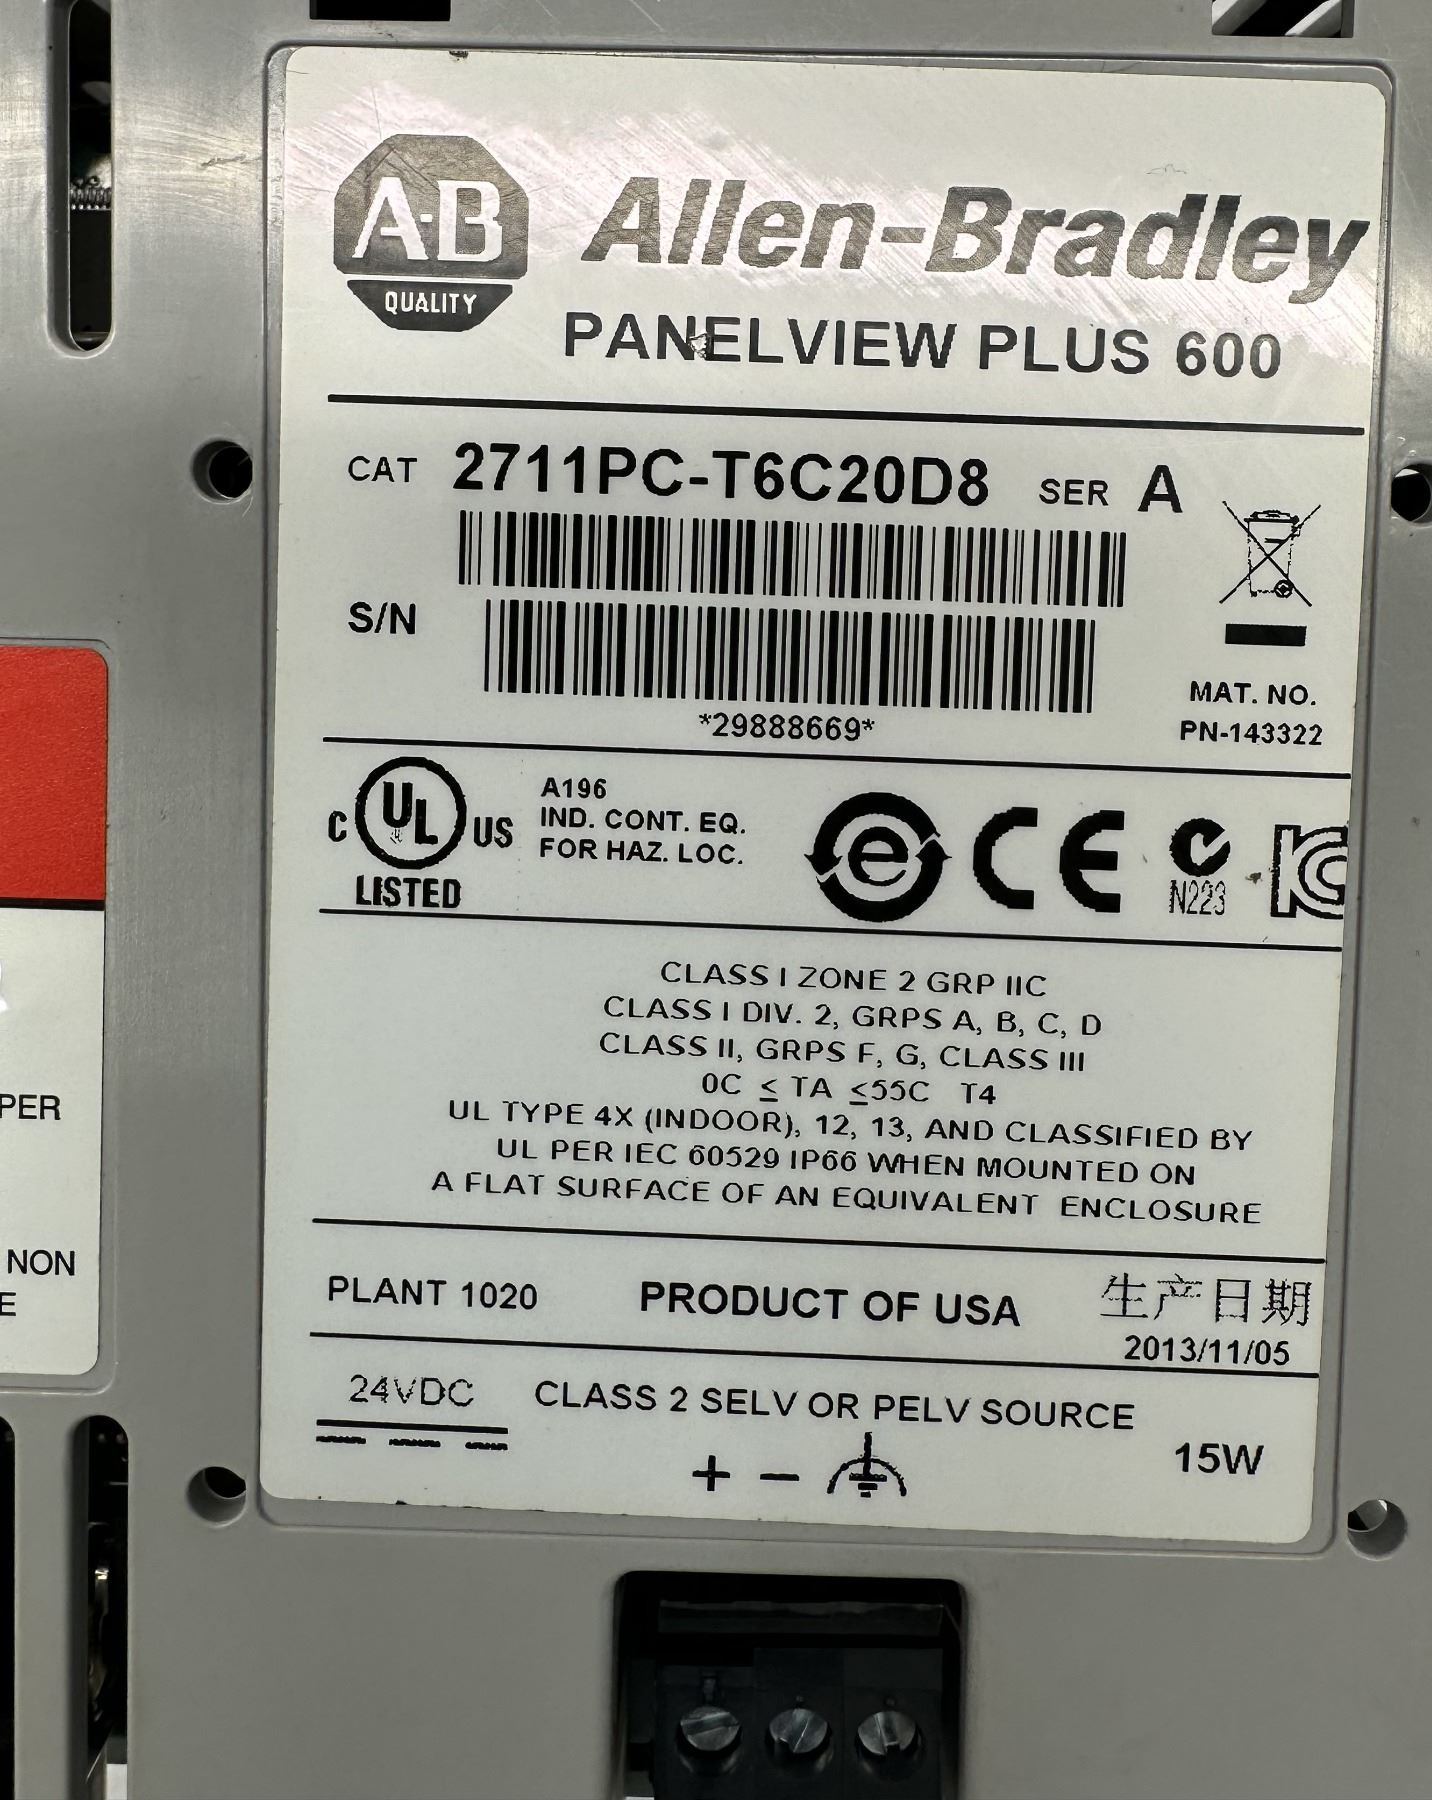 A-B
QUALITY
Allen-Bradley
PANELVIEW PLUS 600
CAT 2711PC-T6C20D8 SER A
S/N
*29888669*
MAT. NO.
PN-143322
C UL US
LISTED
A196
IND. CONT. EQ.
FOR HAZ. LOC.
e
CE
N223
KC
CLASS I ZONE 2 GRP IIC
CLASS I DIV. 2, GRPS A, B, C, D
CLASS II, GRPS F, G, CLASS III
0C ≤ TA ≤55C T4
UL TYPE 4X (INDOOR), 12, 13, AND CLASSIFIED BY
UL PER IEC 60529 IP66 WHEN MOUNTED ON
A FLAT SURFACE OF AN EQUIVALENT ENCLOSURE
PLANT 1020 PRODUCT OF USA 生产日期
2013/11/05
24VDC CLASS 2 SELV OR PELV SOURCE
+ - 15W
PER
NON
E